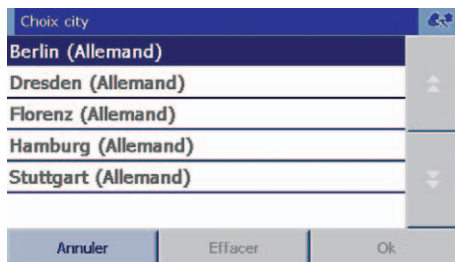 Choix city
Berlin (Allemand)
Dresden (Allemand)
Florenz (Allemand)
Hamburg (Allemand)
Stuttgart (Allemand)
Annuler Effacer Ok